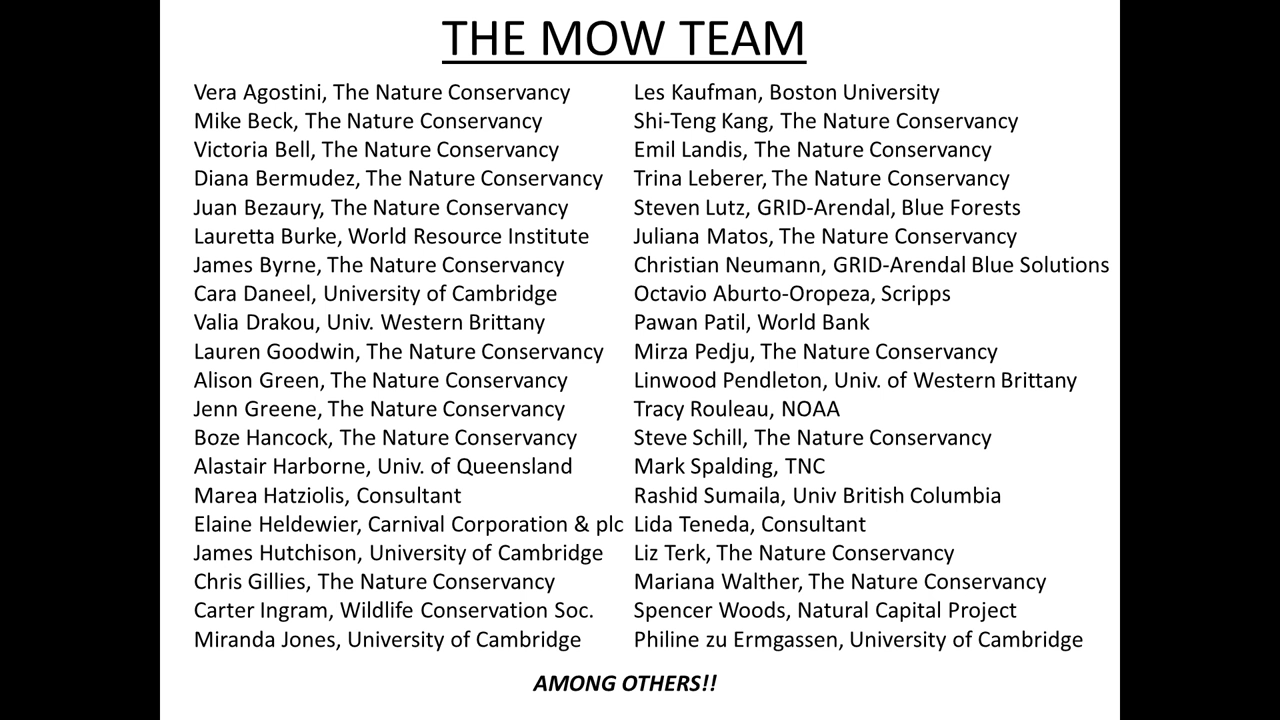 THE MOW TEAM
Vera Agostini, The Nature Conservancy
Mike Beck, The Nature Conservancy
Victoria Bell, The Nature Conservancy
Diana Bermudez, The Nature Conservancy
Juan Bezaury, The Nature Conservancy
Lauretta Burke, World Resource Institute
James Byrne, The Nature Conservancy
Cara Daneel, University of Cambridge
Valia Drakou, Univ. Western Brittany
Lauren Goodwin, The Nature Conservancy
Alison Green, The Nature Conservancy
Jenn Greene, The Nature Conservancy
Boze Hancock, The Nature Conservancy
Alastair Harborne, Univ. of Queensland
Marea Hatziolis, Consultant
Elaine Heldewier, Carnival Corporation & plc
James Hutchison, University of Cambridge
Chris Gillies, The Nature Conservancy
Carter Ingram, Wildlife Conservation Soc.
Miranda Jones, University of Cambridge
Les Kaufman, Boston University
Shi-Teng Kang, The Nature Conservancy
Emil Landis, The Nature Conservancy
Trina Leberer, The Nature Conservancy
Steven Lutz, GRID-Arendal, Blue Forests
Juliana Matos, The Nature Conservancy
Christian Neumann, GRID-Arendal Blue Solutions
Octavio Aburto-Oropeza, Scripps
Pawan Patil, World Bank
Mirza Pedju, The Nature Conservancy
Linwood Pendleton, Univ. of Western Brittany
Tracy Rouleau, NOAA
Steve Schill, The Nature Conservancy
Mark Spalding, TNC
Rashid Sumaila, Univ British Columbia
Lida Teneda, Consultant
Liz Terk, The Nature Conservancy
Mariana Walther, The Nature Conservancy
Spencer Woods, Natural Capital Project
Philine zu Ermgassen, University of Cambridge
AMONG OTHERS!!